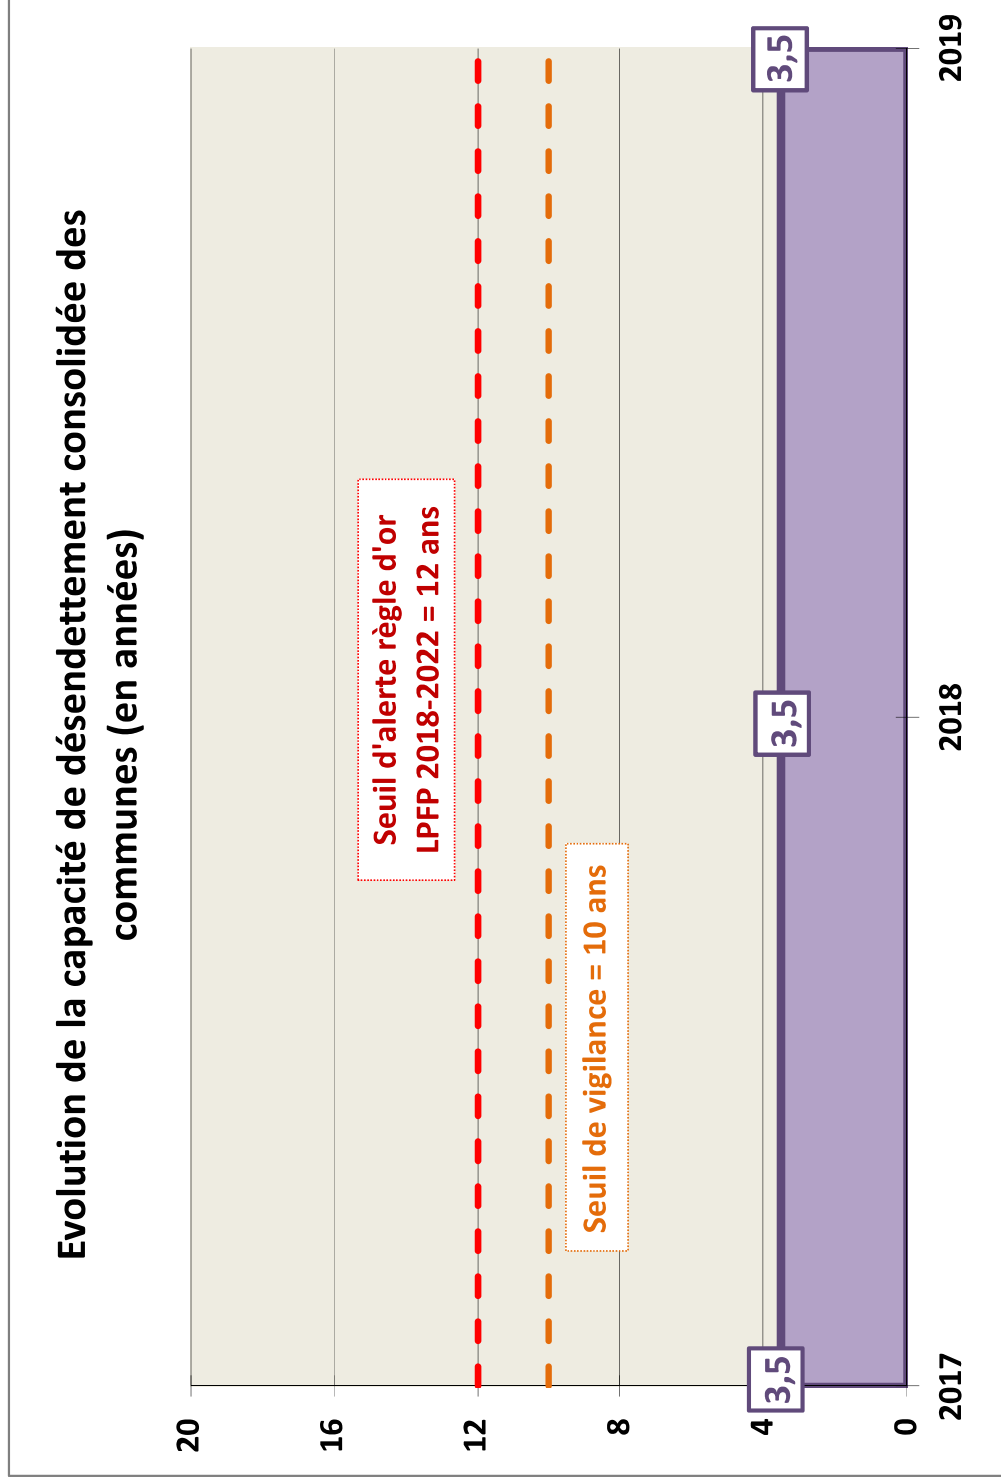 Evolution de la capacité de désendettement consolidée des
communes (en années)
20
16
12
8
4
0
Seuil d'alerte règle d'or
LPFP 2018-2022 = 12 ans
Seuil de vigilance = 10 ans
3,5
3,5
3,5
2017
2018
2019